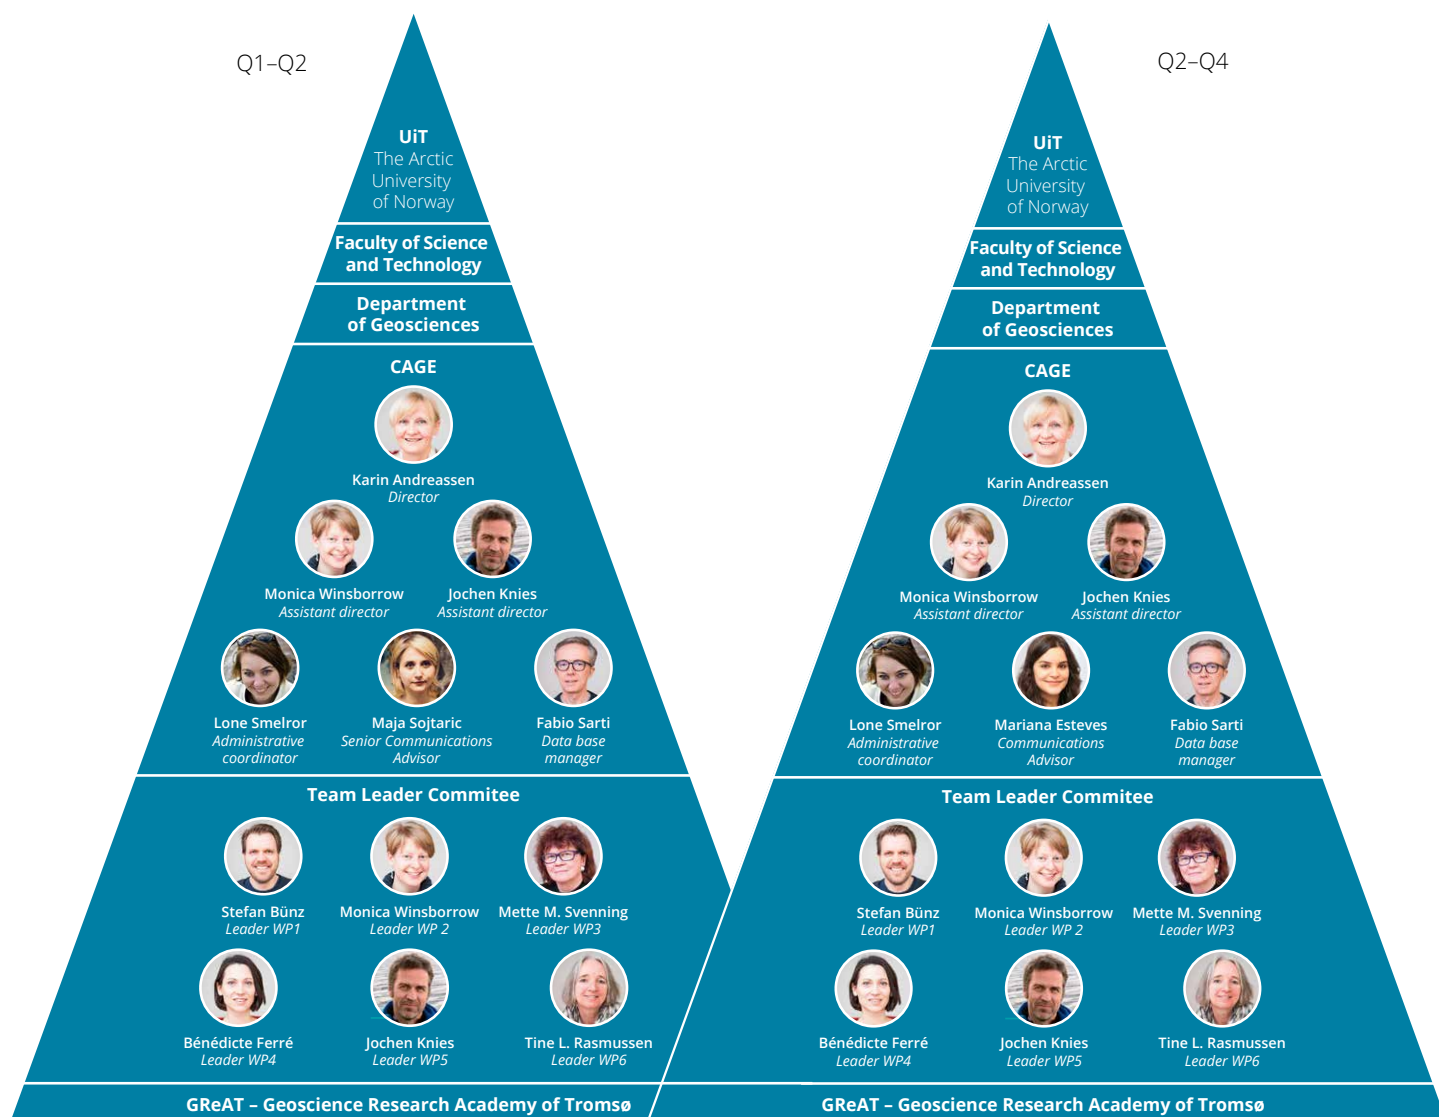 Q1–Q2
UiT
The Arctic
University
of Norway
Faculty of Science
and Technology
Department
of Geosciences
CAGE
Karin Andreassen
Director
Monica Winsborrow
Assistant director
Jochen Knies
Assistant director
Lone Smelror
Administrative
coordinator
Maja Sojtaric
Senior Communications
Advisor
Fabio Sarti
Data base
manager
Team Leader Commitee
Stefan Bünz
Leader WP1
Monica Winsborrow
Leader WP 2
Mette M. Svenning
Leader WP3
Bénédicte Ferré
Leader WP4
Jochen Knies
Leader WP5
Tine L. Rasmussen
Leader WP6
GReAT – Geoscience Research Academy of Tromsø
Q2–Q4
UiT
The Arctic
University
of Norway
Faculty of Science
and Technology
Department
of Geosciences
CAGE
Karin Andreassen
Director
Monica Winsborrow
Assistant director
Jochen Knies
Assistant director
Lone Smelror
Administrative
coordinator
Mariana Esteves
Communications
Advisor
Fabio Sarti
Data base
manager
Team Leader Commitee
Stefan Bünz
Leader WP1
Monica Winsborrow
Leader WP 2
Mette M. Svenning
Leader WP3
Bénédicte Ferré
Leader WP4
Jochen Knies
Leader WP5
Tine L. Rasmussen
Leader WP6
GReAT – Geoscience Research Academy of Tromsø